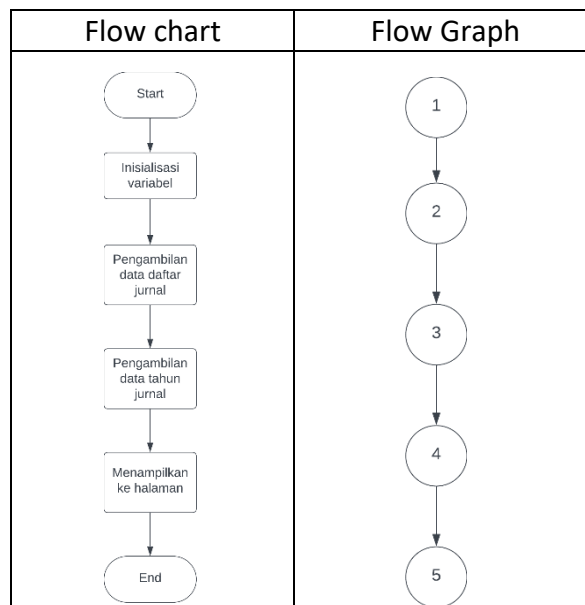 Flow chart
Flow Graph
Start
Inisialisasi
variabel
Pengambilan
data daftar
jurnal
Pengambilan
data tahun
jurnal
Menampilkan
ke halaman
End
1
2
3
4
5